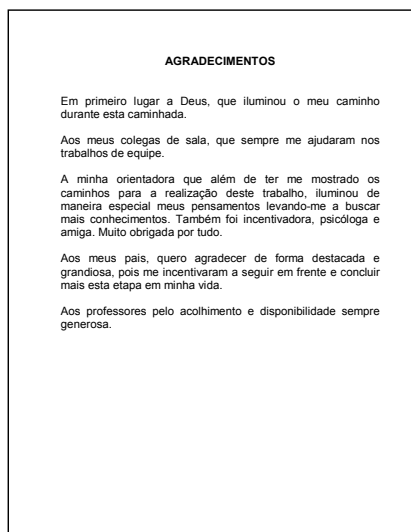 AGRADECIMENTOS
Em primeiro lugar a Deus, que iluminou o meu caminho
durante esta caminhada.
Aos meus colegas de sala, que sempre me ajudaram nos
trabalhos de equipe.
A minha orientadora que além de ter me mostrado os
caminhos para a realização deste trabalho, iluminou de
maneira especial meus pensamentos levando-me a buscar
mais conhecimentos. Também foi incentivadora, psicóloga e
amiga. Muito obrigada por tudo.
Aos meus pais, quero agradecer de forma destacada e
grandiosa, pois me incentivaram a seguir em frente e concluir
mais esta etapa em minha vida.
Aos professores pelo acolhimento e disponibilidade sempre
generosa.